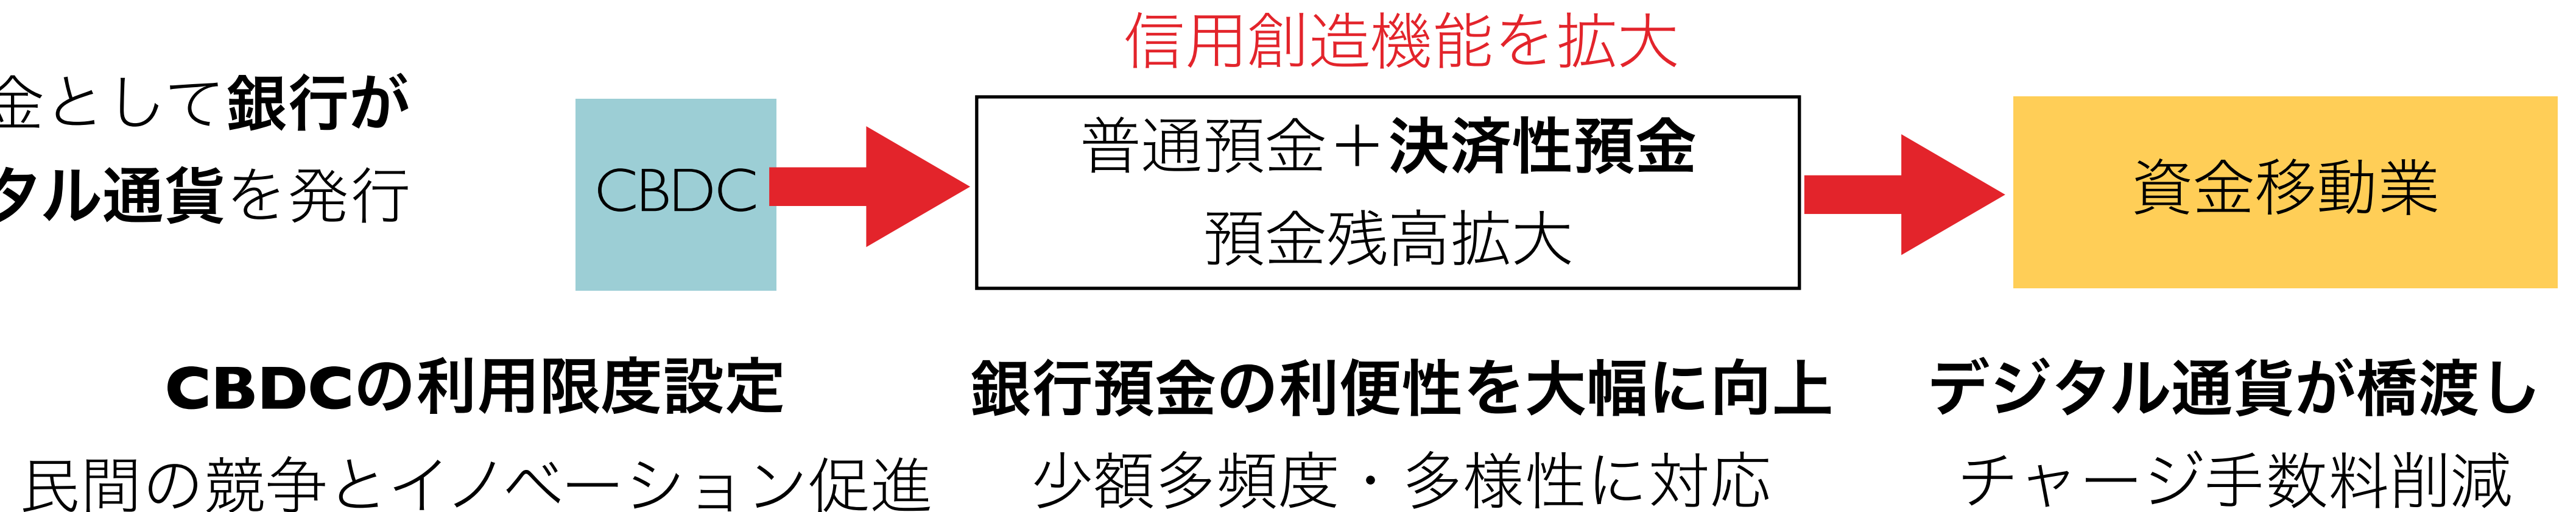 信用創造機能を拡大
金として銀行が
タル通貨を発行
CBDC
普通預金+決済性預金
預金残高拡大
資金移動業
CBDCの利用限度設定
民間の競争とイノベーション促進
銀行預金の利便性を大幅に向上
少額多頻度・多様性に対応
デジタル通貨が橋渡し
チャージ手数料削減